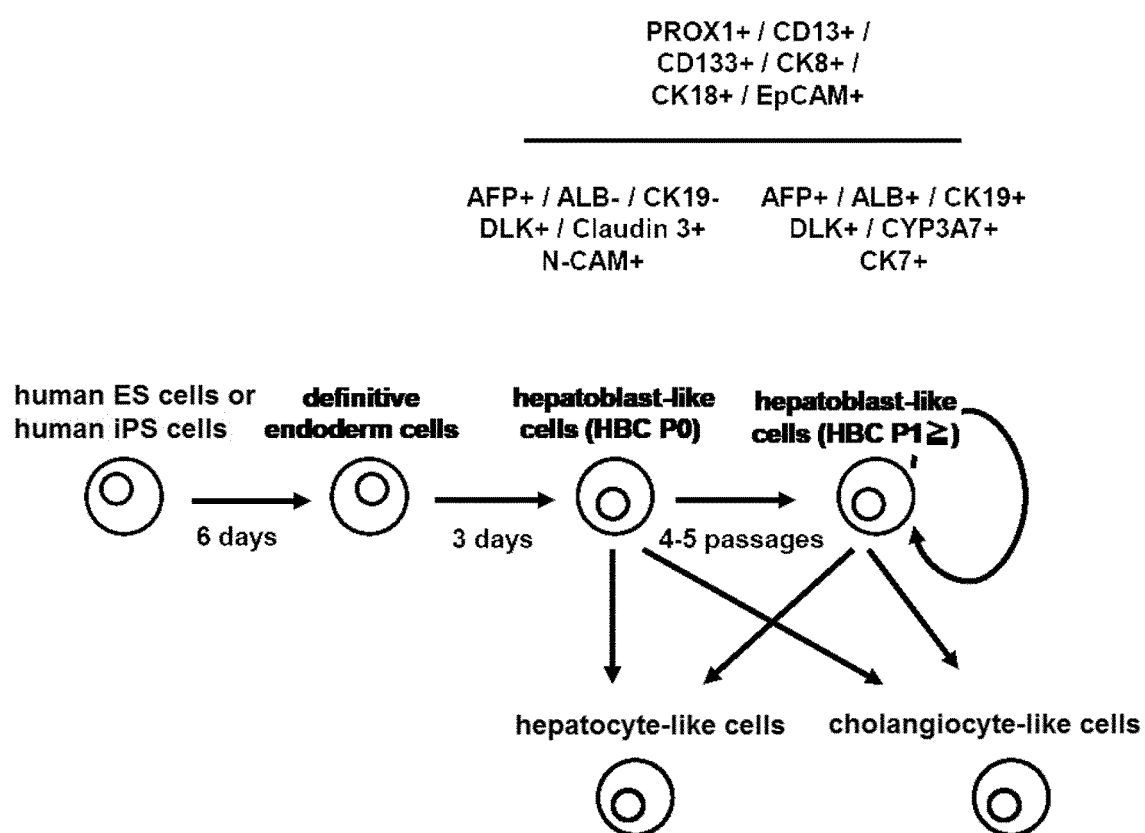 PROX1+ / CD13+ /
CD133+ / CK8+ /
CK18+ / EpCAM+
AFP+ / ALB- / CK19-
DLK+ / Claudin 3+
N-CAM+
AFP+ / ALB+ / CK19+
DLK+ / CYP3A7+
CK7+
human ES cells or
human iPS cells
definitive
endoderm cells
hepatoblast-like
cells (HBC P0)
hepatoblast-like
cells (HBC P1≧)
6 days
3 days
4-5 passages
hepatocyte-like cells
cholangiocyte-like cells